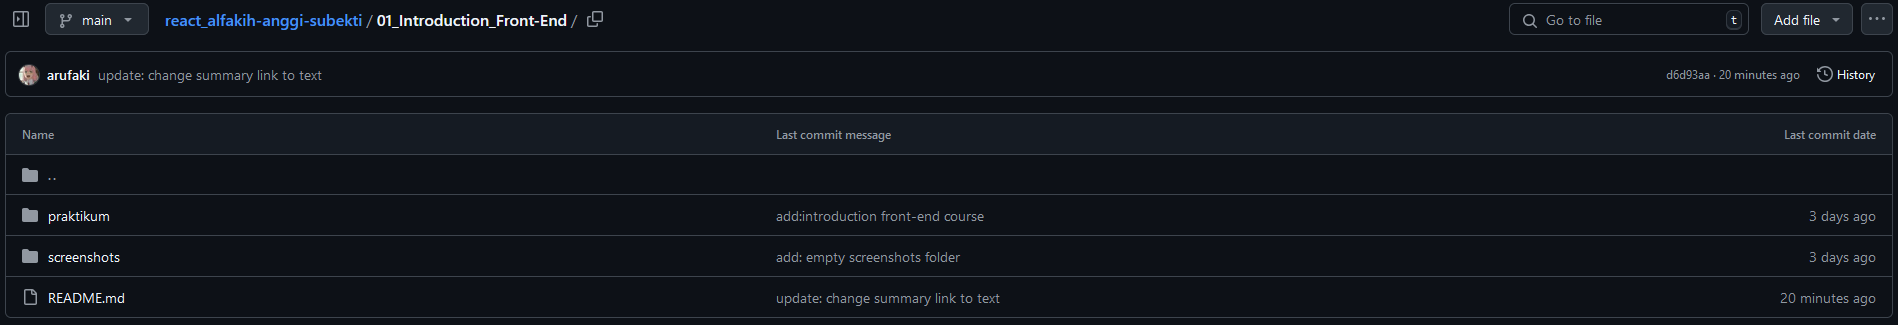 main react_alfakih-anggi-subekti / 01_Introduction_Front-End / Go to file t Add file ...
arufaki update: change summary link to text d6d93aa · 20 minutes ago History
Name Last commit message Last commit date
..
praktikum add:introduction front-end course 3 days ago
screenshots add: empty screenshots folder 3 days ago
README.md update: change summary link to text 20 minutes ago